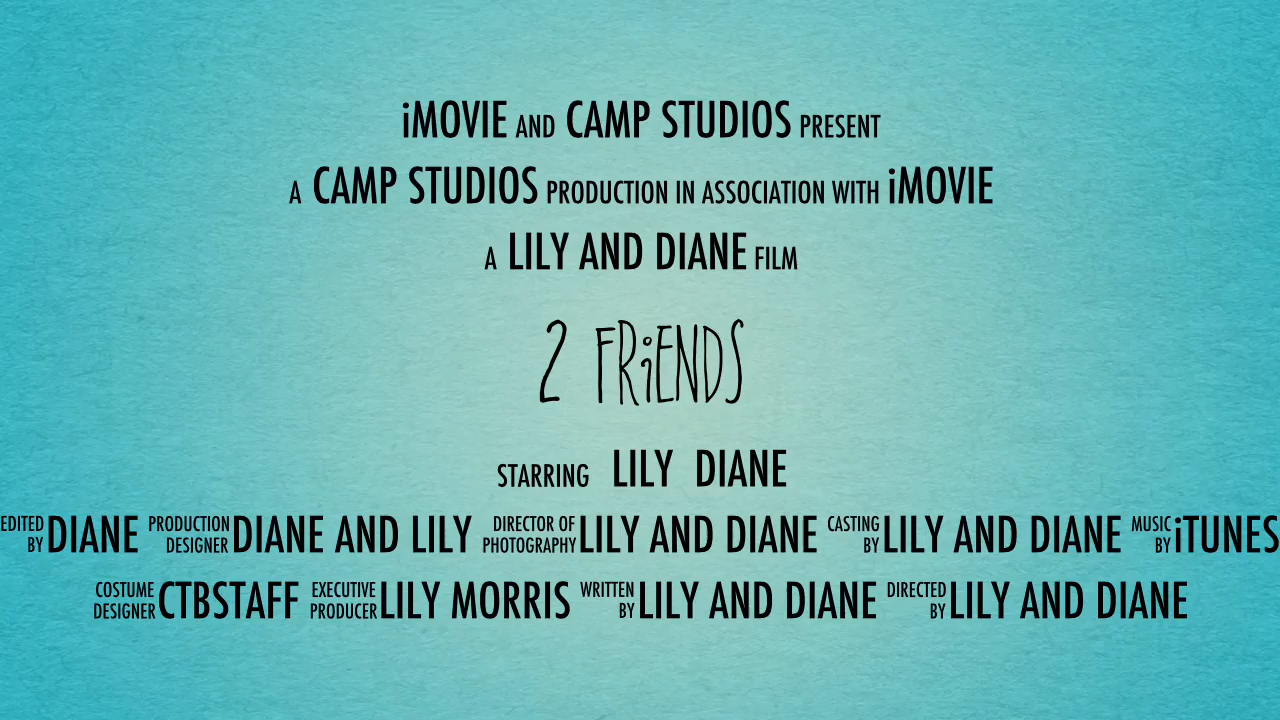 iMOVIE AND CAMP STUDIOS PRESENT
A CAMP STUDIOS PRODUCTION IN ASSOCIATION WITH iMOVIE
A LILY AND DIANE FILM
2 FRiENDS
STARRING LILY DIANE
EDITED BY DIANE PRODUCTION DESIGNER DIANE AND LILY DIRECTOR OF PHOTOGRAPHY LILY AND DIANE CASTING BY LILY AND DIANE MUSIC BY iTUNES
COSTUME DESIGNER CTBSTAFF EXECUTIVE PRODUCER LILY MORRIS WRITTEN BY LILY AND DIANE DIRECTED BY LILY AND DIANE